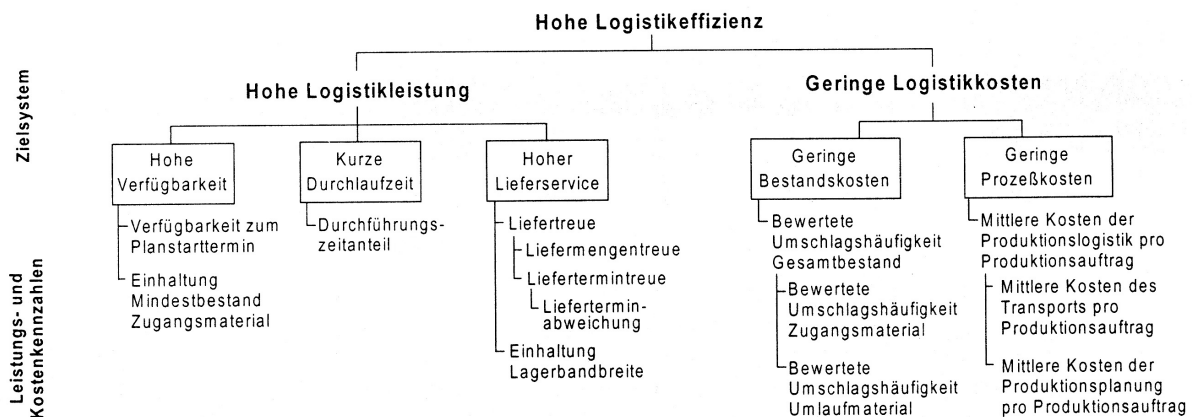 Hohe Logistikeffizienz
Zielsystem
Hohe Logistikleistung
Geringe Logistikkosten
Hohe
Verfügbarkeit
Kurze
Durchlaufzeit
Hoher
Lieferservice
Geringe
Bestandskosten
Geringe
Prozeßkosten
Leistungs- und
Kostenkennzahlen
Verfügbarkeit zum
Planstarttermin
Einhaltung
Mindestbestand
Zugangsmaterial
Durchführungs-
zeitanteil
Liefertreue
Liefermengentreue
Liefertermintreue
Liefertermin-
abweichung
Einhaltung
Lagerbandbreite
Bewertete
Umschlagshäufigkeit
Gesamtbestand
Bewertete
Umschlagshäufigkeit
Zugangsmaterial
Bewertete
Umschlagshäufigkeit
Umlaufmaterial
Mittlere Kosten der
Produktionslogistik pro
Produktionsauftrag
Mittlere Kosten des
Transports pro
Produktionsauftrag
Mittlere Kosten der
Produktionsplanung
pro Produktionsauftrag